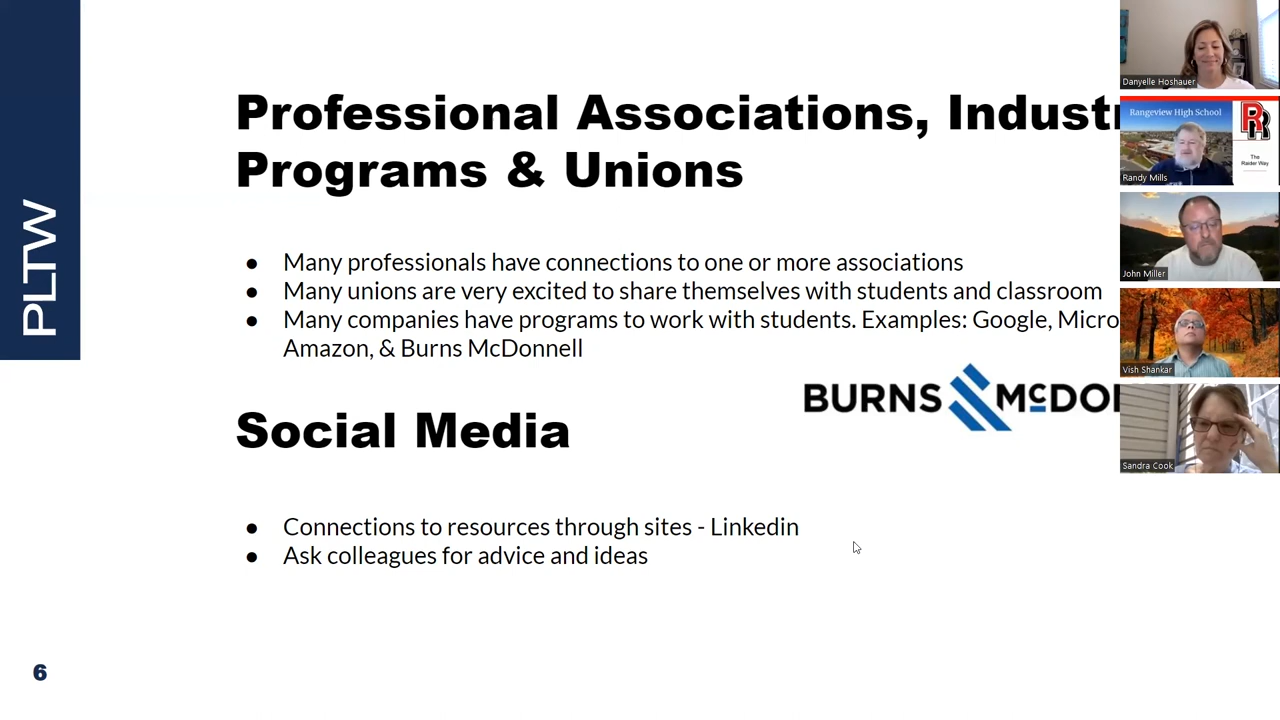 PLTW
Professional Associations, Industr
Programs & Unions
● Many professionals have connections to one or more associations
● Many unions are very excited to share themselves with students and classroom
● Many companies have programs to work with students. Examples: Google, Micro
Amazon, & Burns McDonnell
BURNS McDO
Social Media
● Connections to resources through sites - Linkedin
● Ask colleagues for advice and ideas
6
Danyelle Hoshauer
Rangeview High School
RR
The
Raider Way
Randy Mills
John Miller
Vish Shankar
Sandra Cook